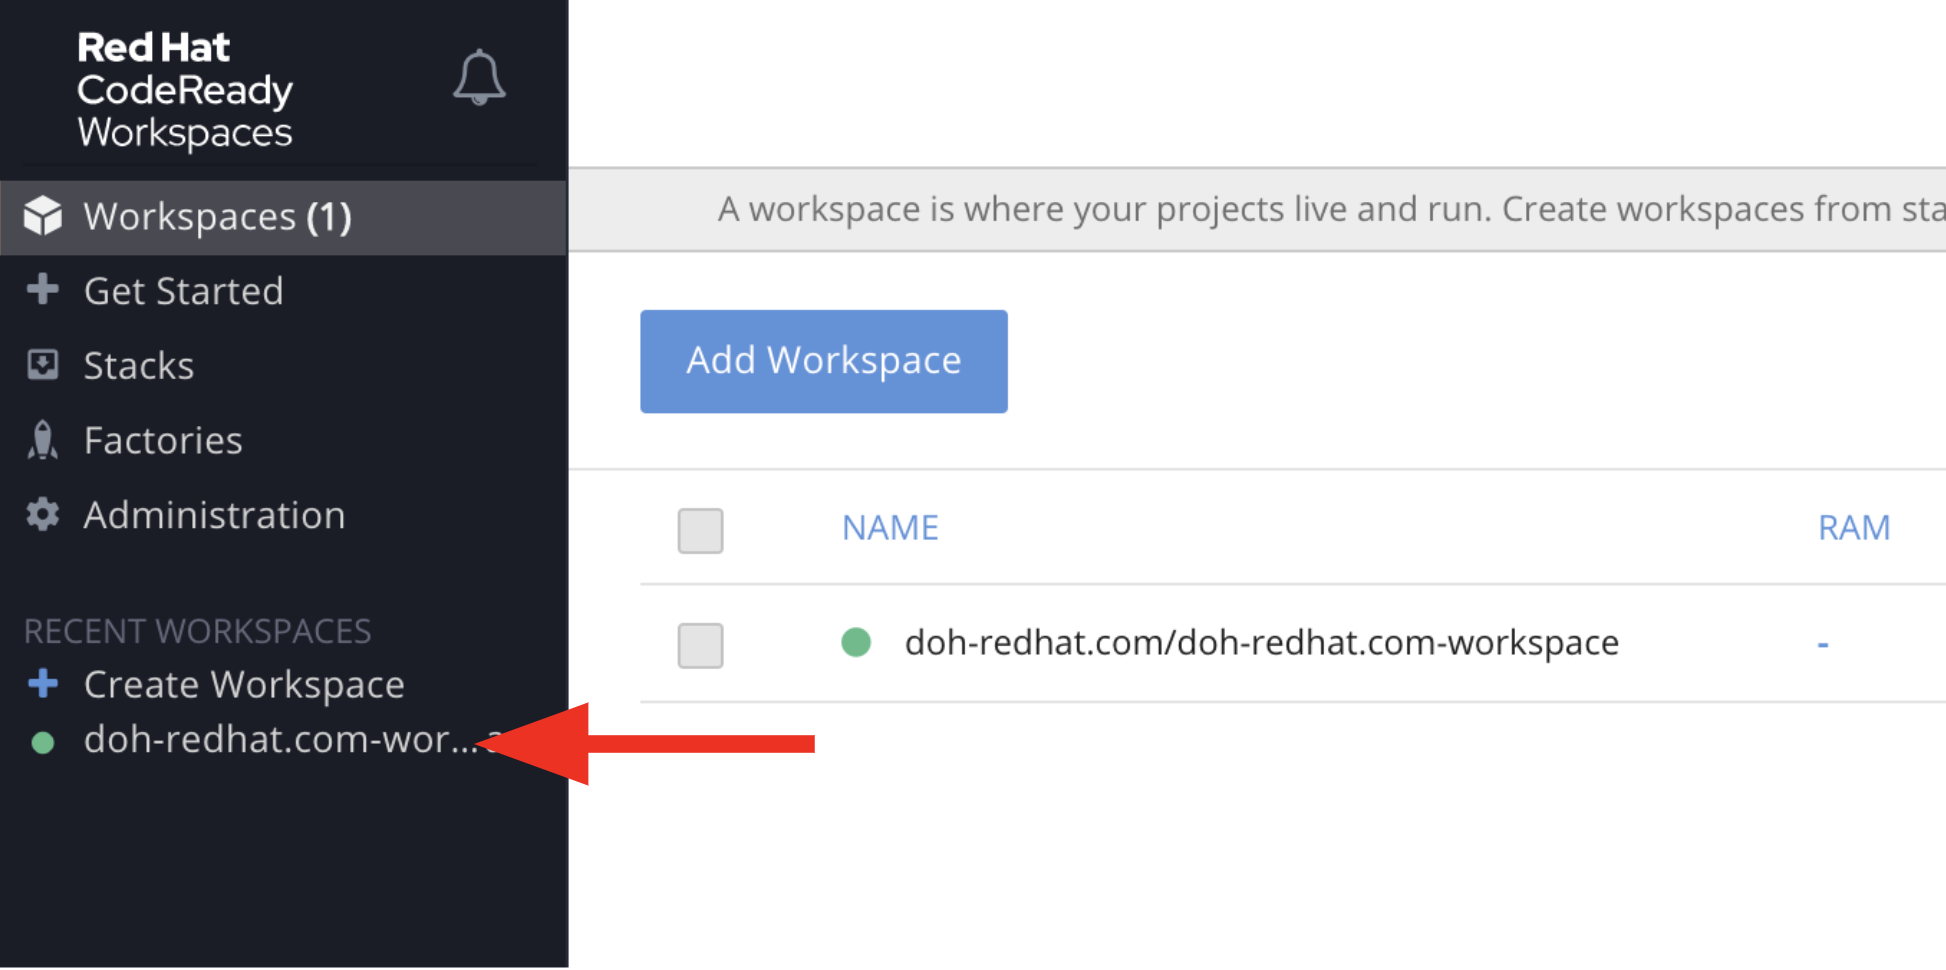 Red Hat
CodeReady
Workspaces
Workspaces (1)
Get Started
Stacks
Factories
Administration
RECENT WORKSPACES
Create Workspace
doh-redhat.com-wor...
A workspace is where your projects live and run. Create workspaces from sta
Add Workspace
NAME RAM
doh-redhat.com/doh-redhat.com-workspace -